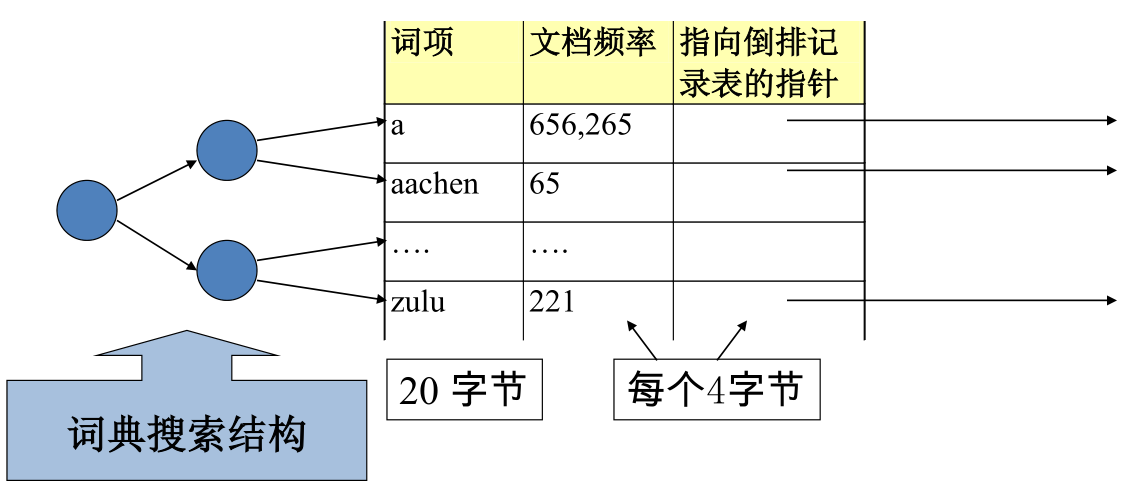 词项 文档频率 指向倒排记
录表的指针
a 656,265
aachen 65
…. ….
zulu 221
20 字节 每个4字节
词典搜索结构